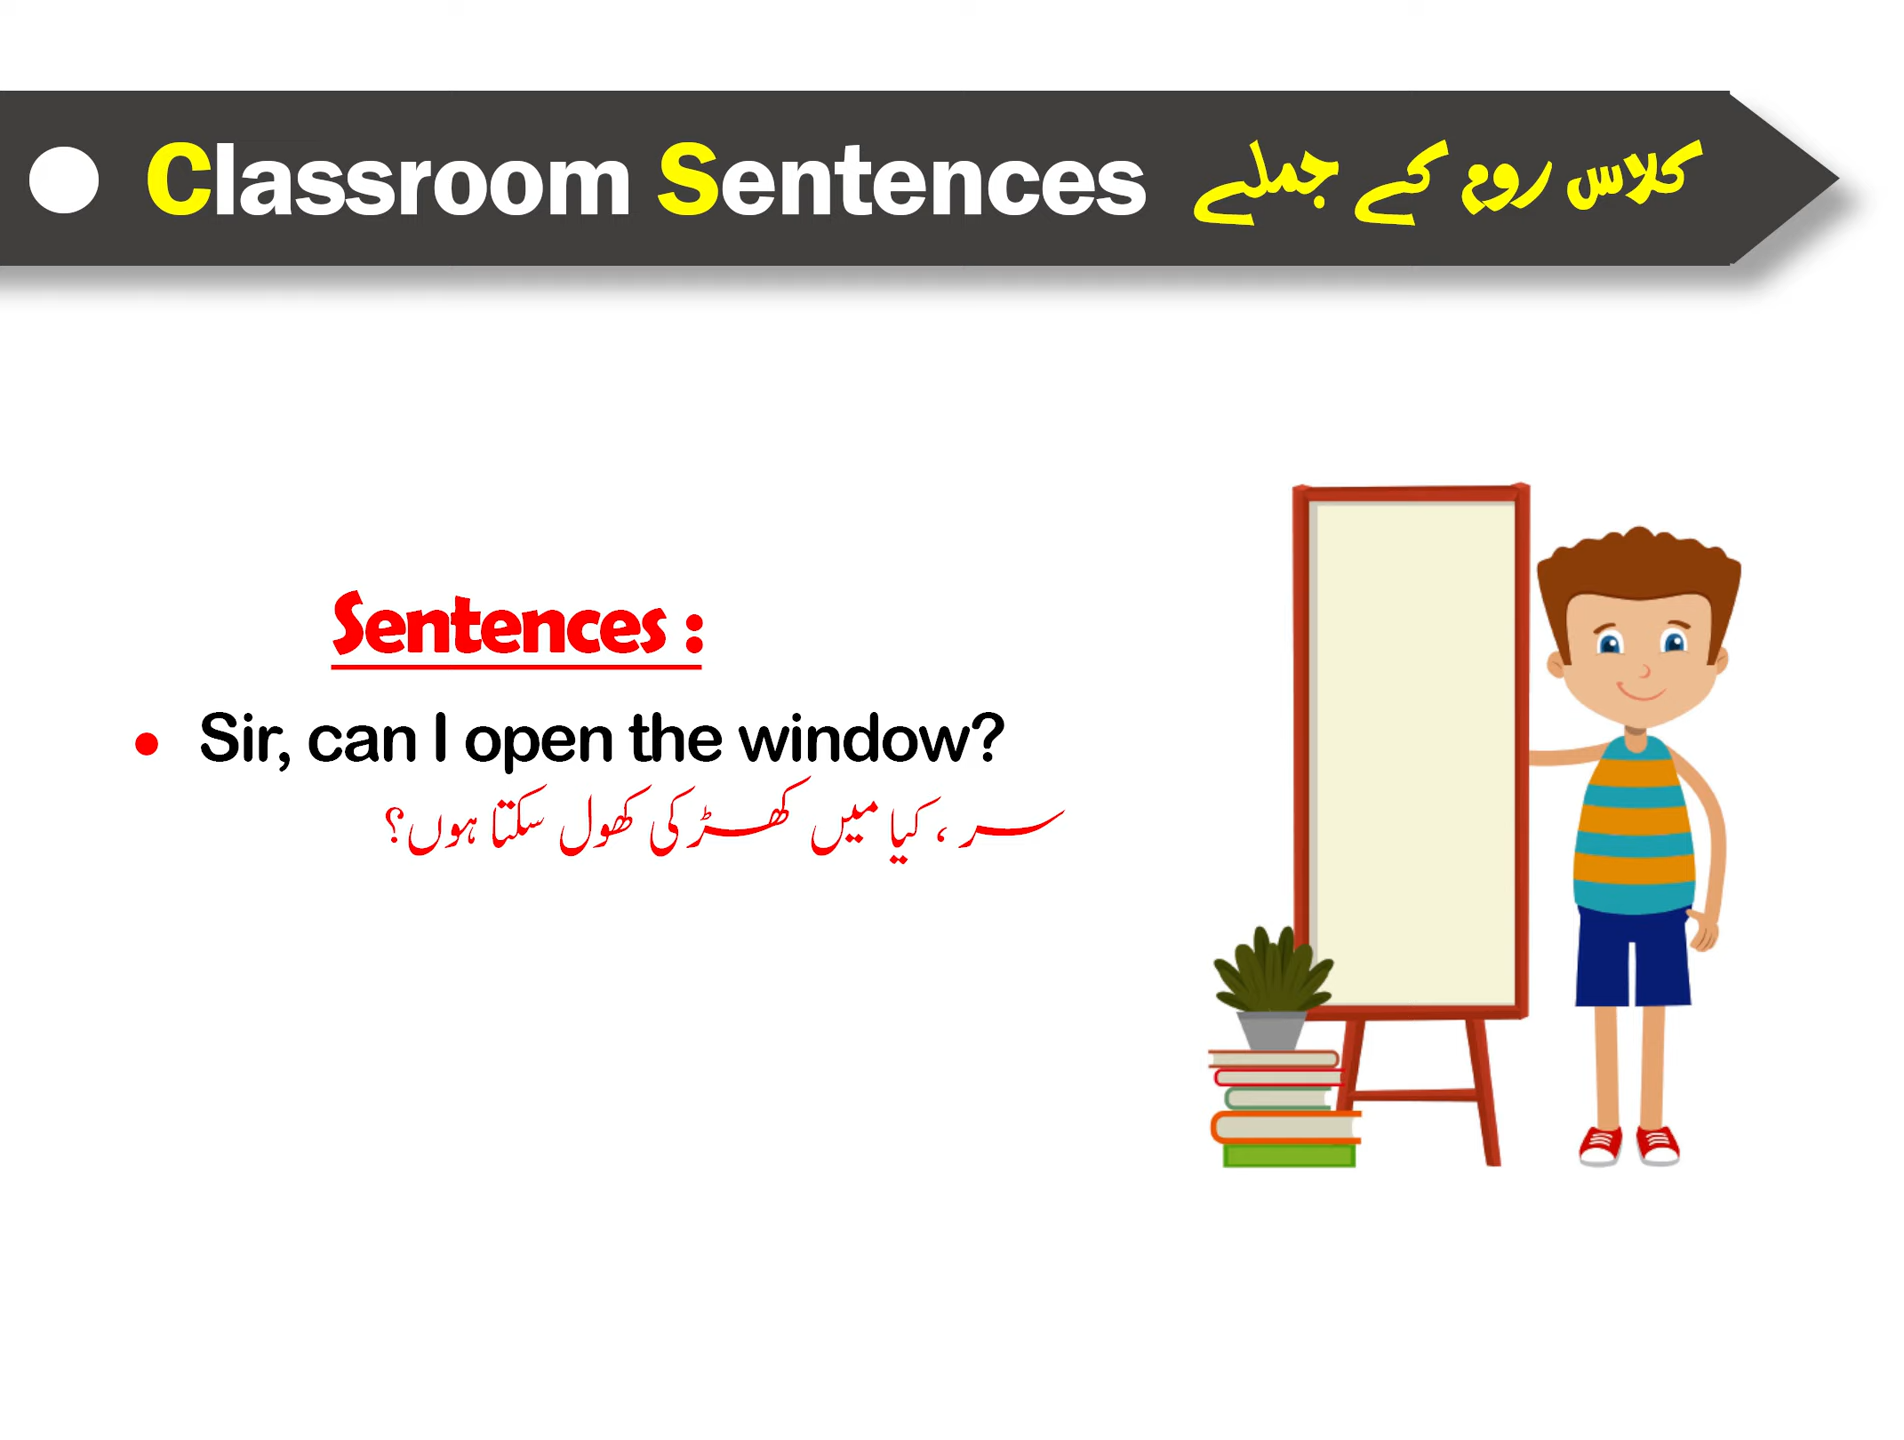 Classroom Sentences کلاس روم کے جملے
Sentences :
• Sir, can I open the window?
سر ، کیا میں کھڑکی کھول سکتا ہوں؟